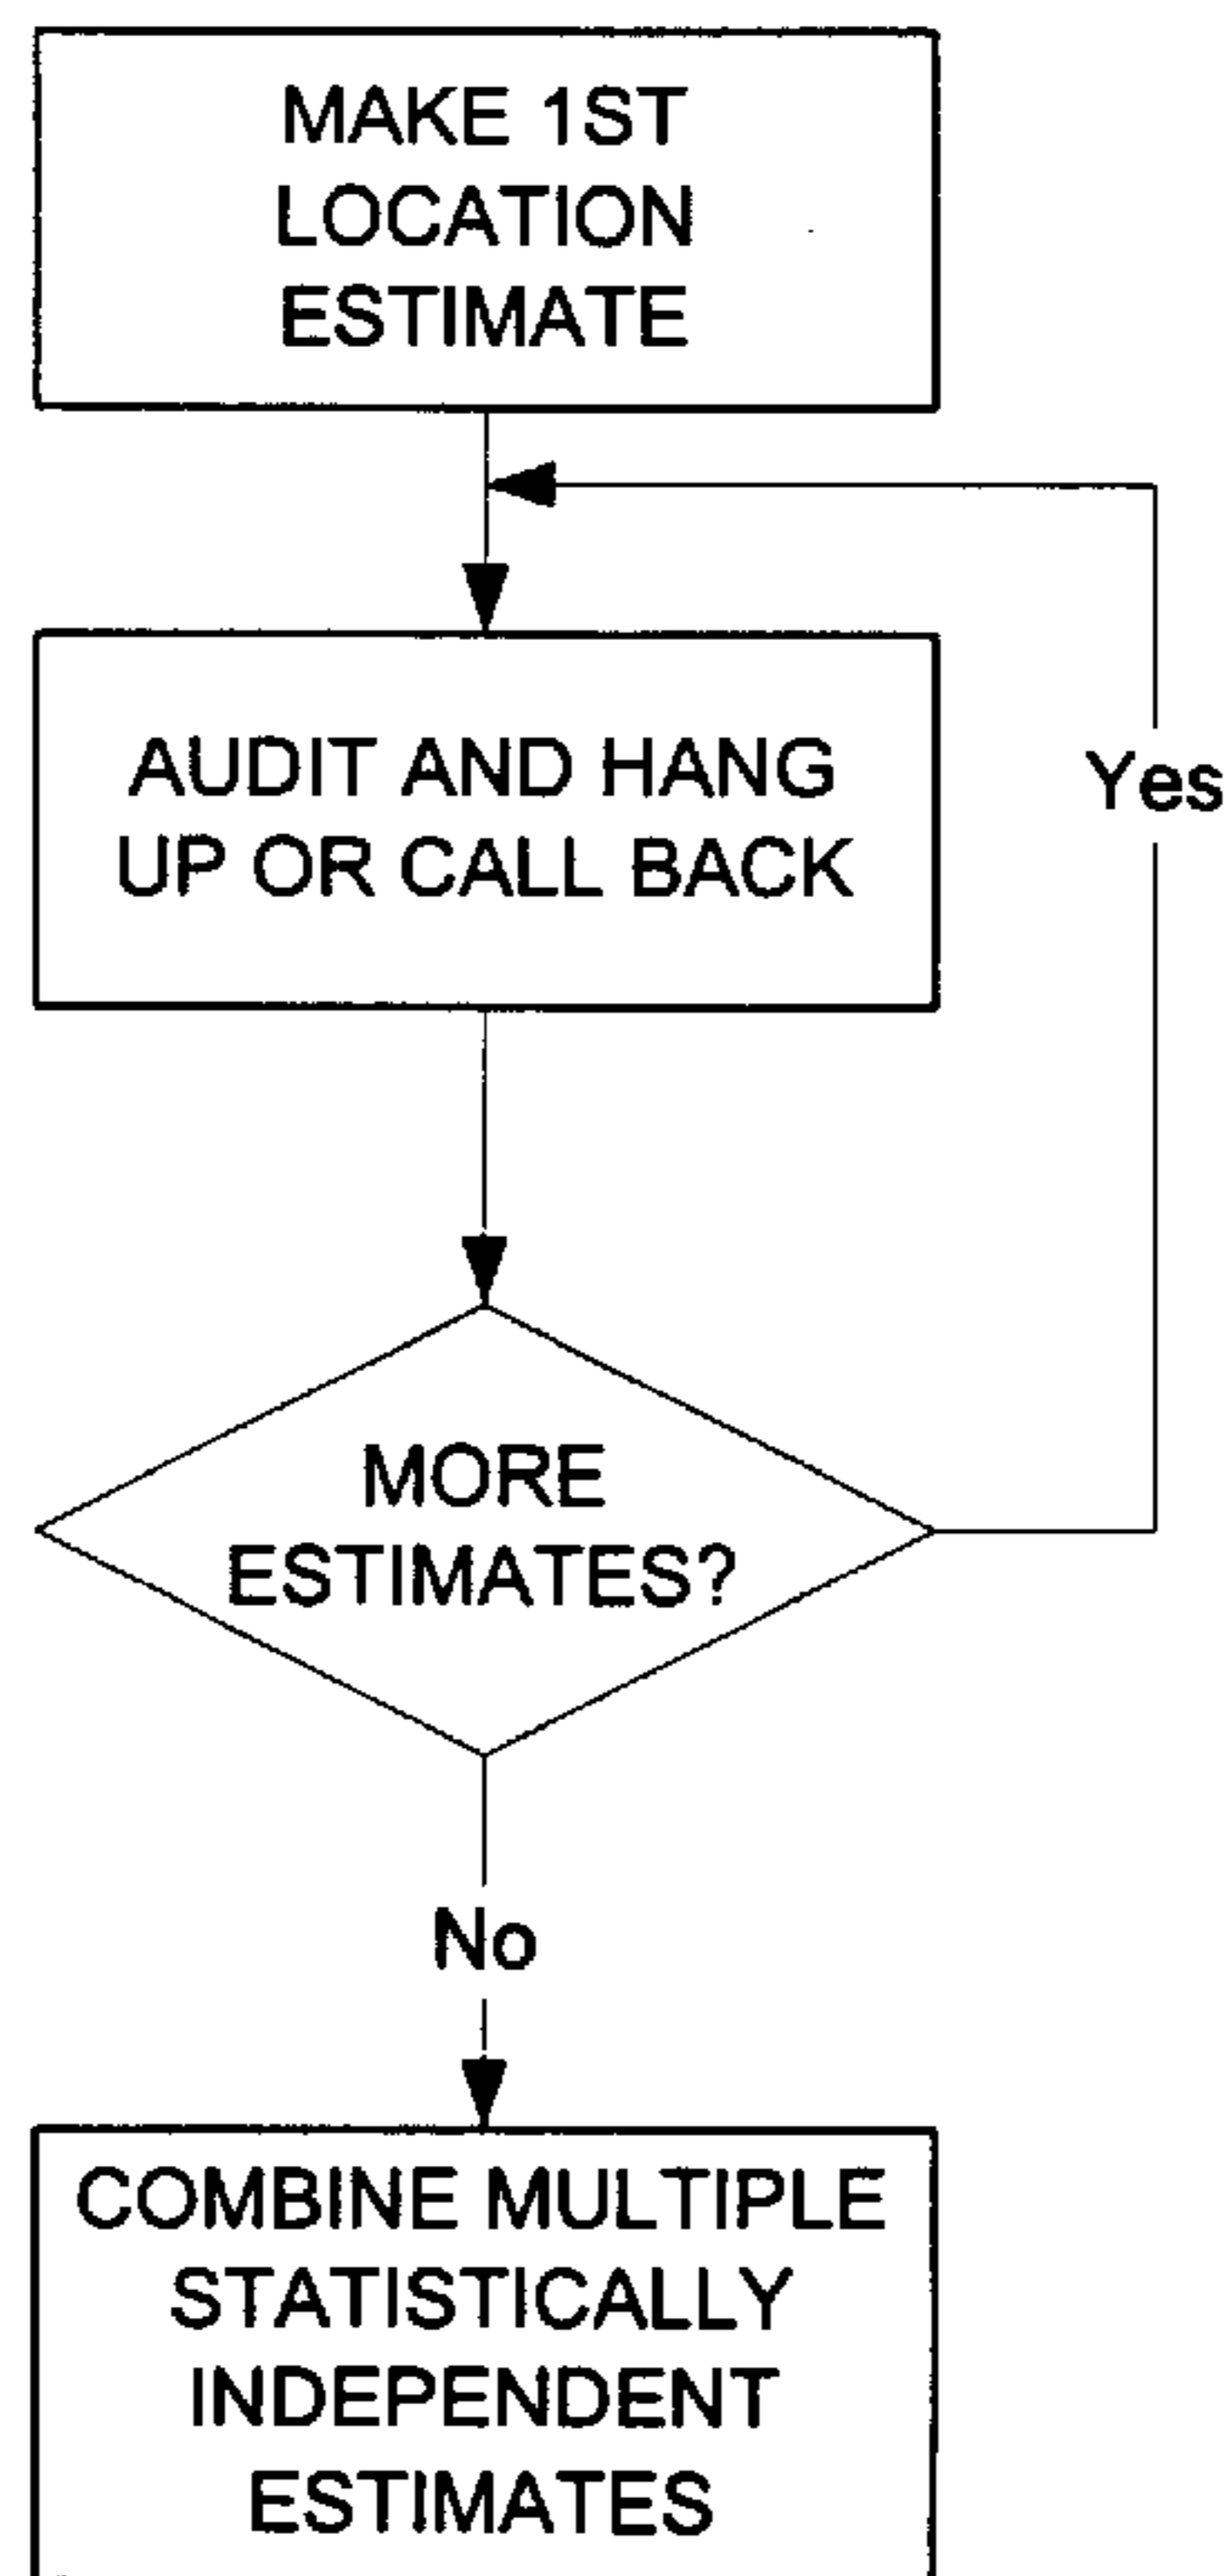 MAKE 1ST
LOCATION
ESTIMATE
AUDIT AND HANG
UP OR CALL BACK
Yes
MORE
ESTIMATES?
No
COMBINE MULTIPLE
STATISTICALLY
INDEPENDENT
ESTIMATES